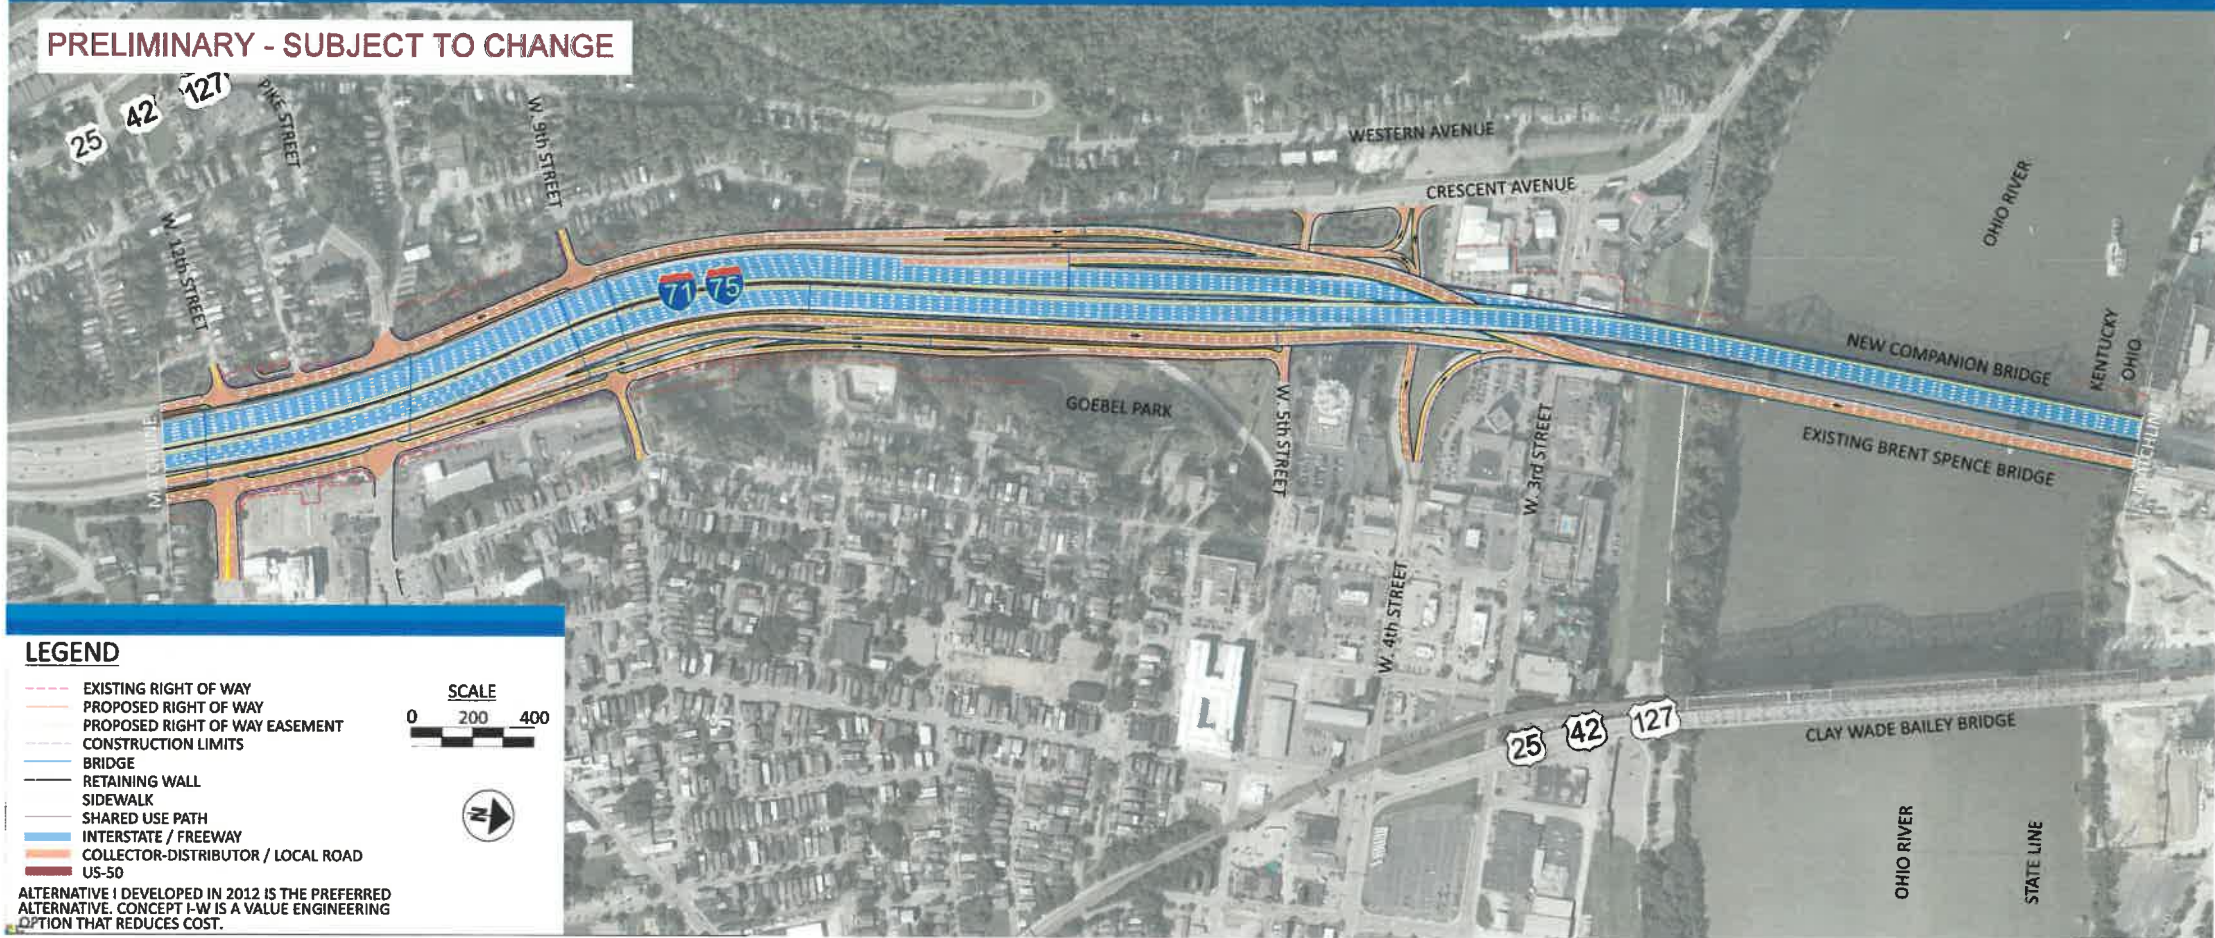 PRELIMINARY - SUBJECT TO CHANGE
25
42
127
PIKE STREET
W. 9th STREET
W. 12th STREET
WESTERN AVENUE
CRESCENT AVENUE
OHIO RIVER
71
75
NEW COMPANION BRIDGE
KENTUCKY
OHIO
EXISTING BRENT SPENCE BRIDGE
GOEBEL PARK
W. 5th STREET
W. 3rd STREET
W. 4th STREET
25
42
127
CLAY WADE BAILEY BRIDGE
OHIO RIVER
STATE LINE
LEGEND
EXISTING RIGHT OF WAY
PROPOSED RIGHT OF WAY
PROPOSED RIGHT OF WAY EASEMENT
CONSTRUCTION LIMITS
BRIDGE
RETAINING WALL
SIDEWALK
SHARED USE PATH
INTERSTATE / FREEWAY
COLLECTOR-DISTRIBUTOR / LOCAL ROAD
US-50
SCALE
0 200 400
N
ALTERNATIVE I DEVELOPED IN 2012 IS THE PREFERRED
ALTERNATIVE. CONCEPT I-W IS A VALUE ENGINEERING
OPTION THAT REDUCES COST.